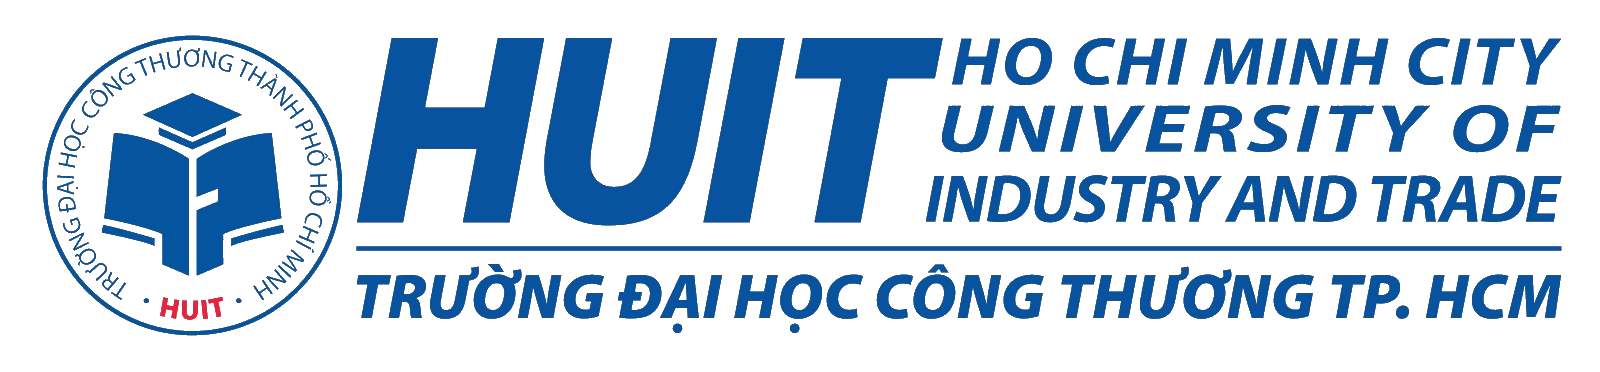 TRƯỜNG ĐẠI HỌC CÔNG THƯƠNG THÀNH PHỐ HỒ CHÍ MINH
• HUIT •
HUIT
HO CHI MINH CITY
UNIVERSITY OF
INDUSTRY AND TRADE
TRƯỜNG ĐẠI HỌC CÔNG THƯƠNG TP. HCM